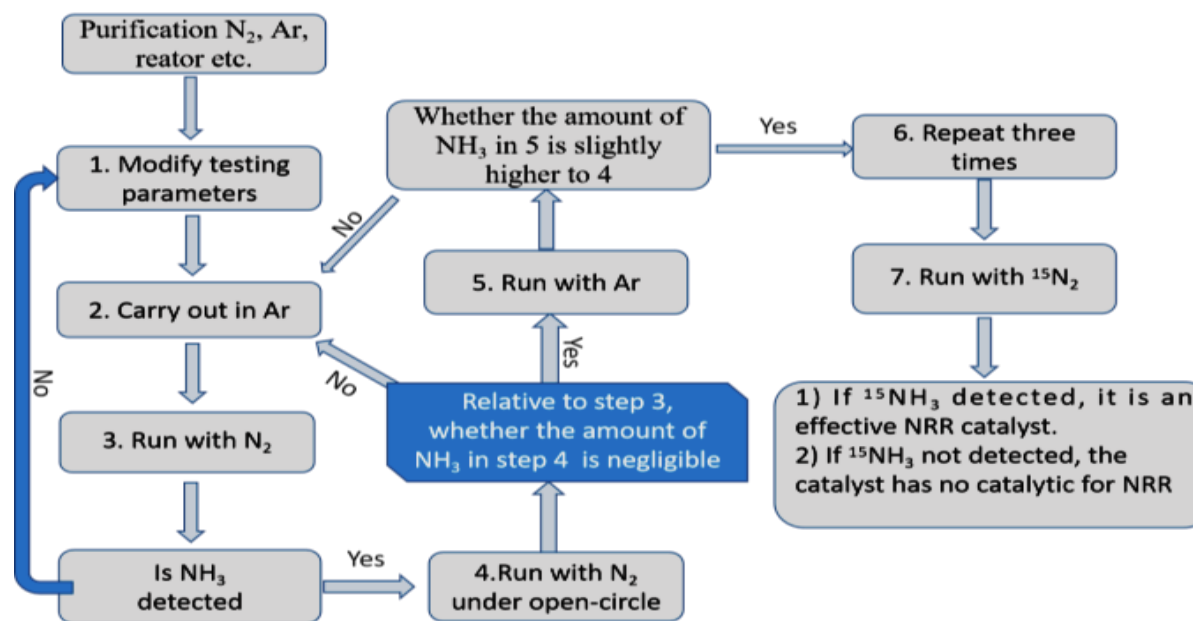 Purification N₂, Ar,
reator etc.
1. Modify testing
parameters
2. Carry out in Ar
3. Run with N₂
Is NH₃
detected
No
Yes
4.Run with N₂
under open-circle
Relative to step 3,
whether the amount of
NH₃ in step 4 is negligible
No
Yes
5. Run with Ar
Whether the amount of
NH₃ in 5 is slightly
higher to 4
No
Yes
6. Repeat three
times
7. Run with ¹⁵N₂
1) If ¹⁵NH₃ detected, it is an
effective NRR catalyst.
2) If ¹⁵NH₃ not detected, the
catalyst has no catalytic for NRR